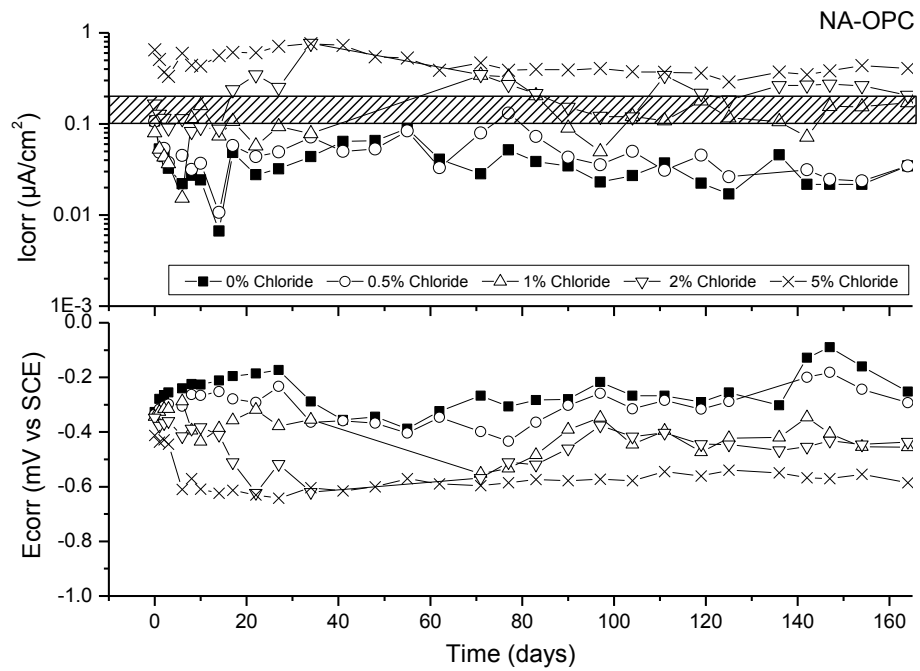 NA-OPC
1
0.1
0.01
1E-3
Icorr (µA/cm²)
0% Chloride 0.5% Chloride 1% Chloride 2% Chloride 5% Chloride
0.0
-0.2
-0.4
-0.6
-0.8
-1.0
Ecorr (mV vs SCE)
0 20 40 60 80 100 120 140 160
Time (days)